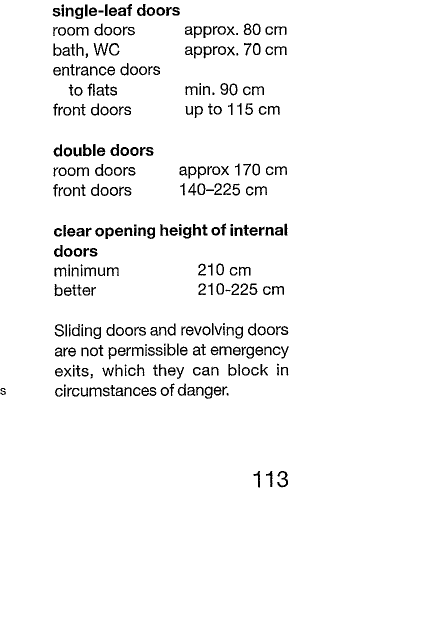 single-leaf doors
room doors approx. 80 cm
bath, WC approx. 70 cm
entrance doors
to flats min. 90 cm
front doors up to 115 cm
double doors
room doors approx 170 cm
front doors 140–225 cm
clear opening height of internal
doors
minimum 210 cm
better 210-225 cm
Sliding doors and revolving doors
are not permissible at emergency
exits, which they can block in
circumstances of danger.
s
113